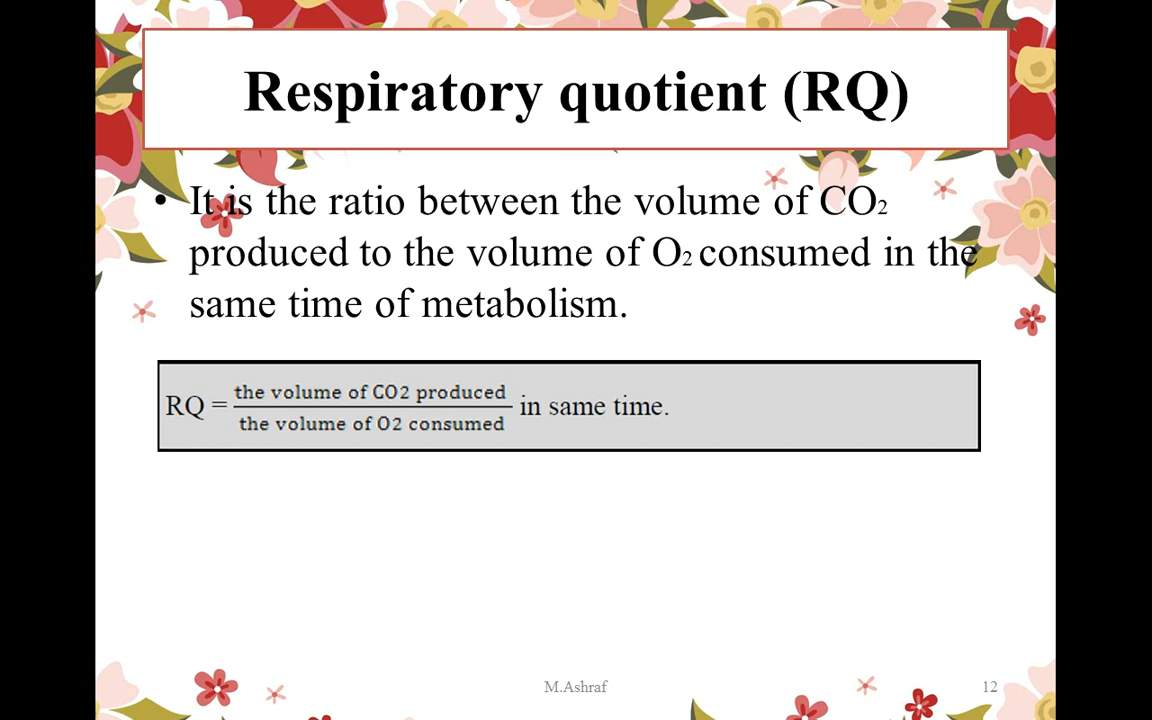 Respiratory quotient (RQ)
• It is the ratio between the volume of CO₂
produced to the volume of O₂ consumed in the
same time of metabolism.
RQ = the volume of CO2 produced / the volume of O2 consumed in same time.
M.Ashraf
12